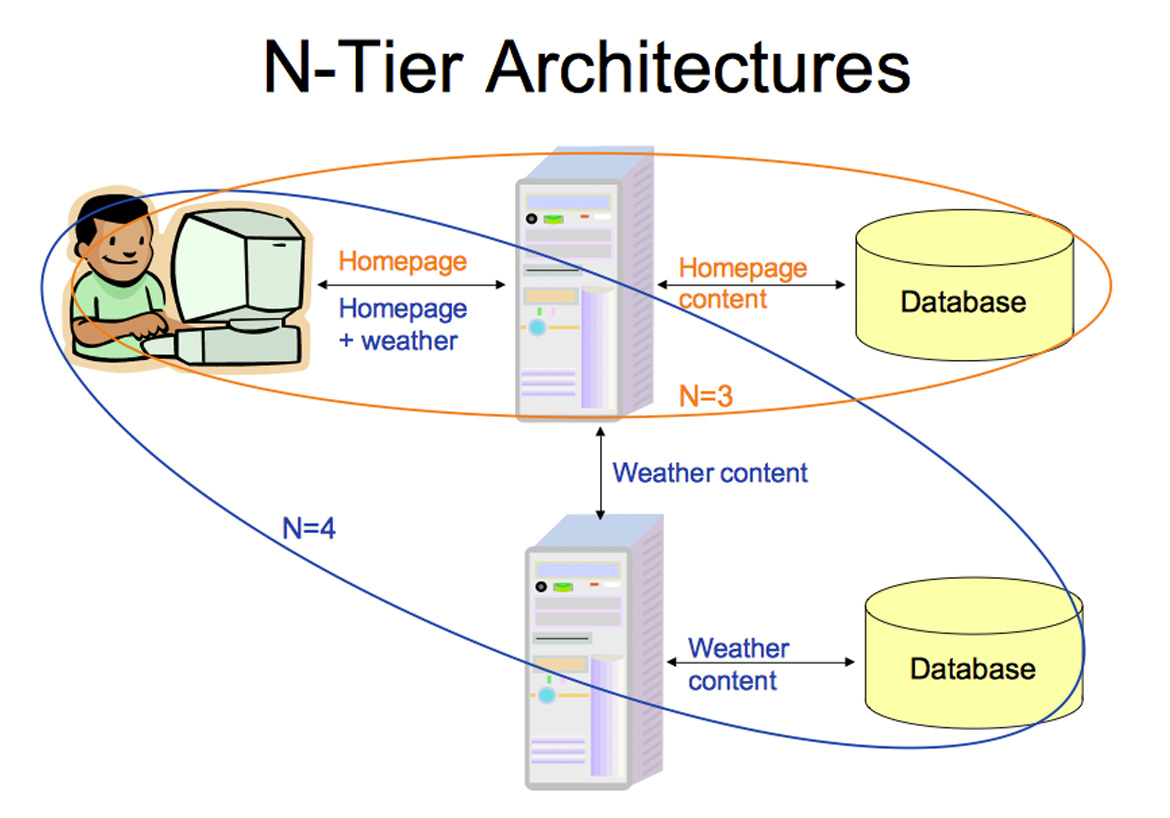 N-Tier Architectures
Homepage
Homepage
+ weather
Homepage
content
Database
N=3
Weather content
N=4
Weather
content
Database